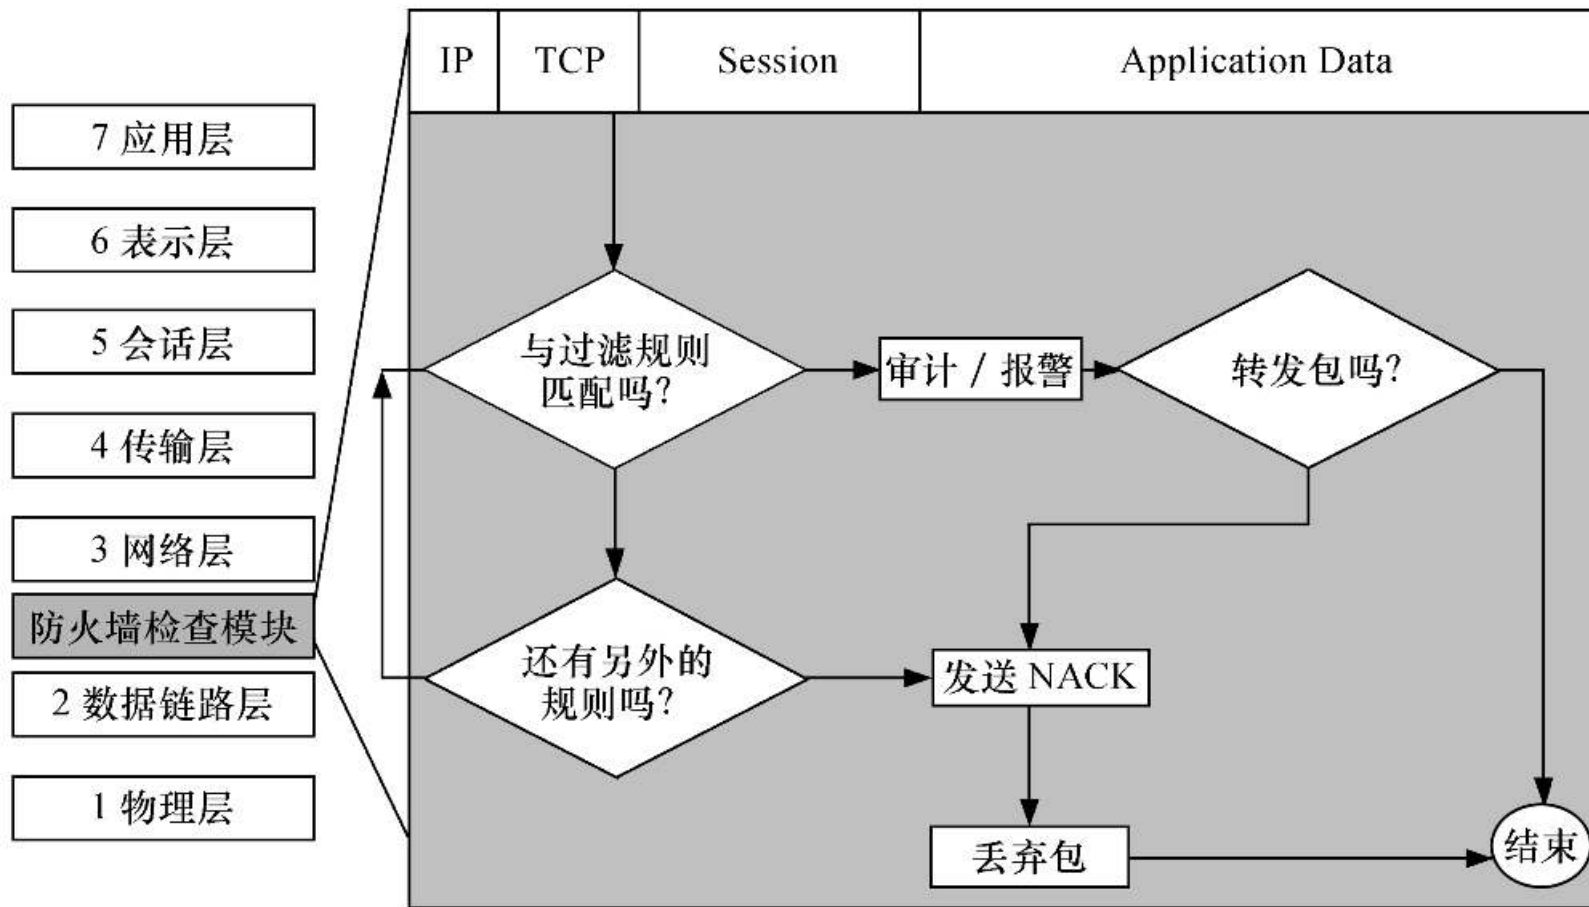 IP
TCP
Session
Application Data
7 应用层
6 表示层
5 会话层
4 传输层
3 网络层
防火墙检查模块
2 数据链路层
1 物理层
与过滤规则
匹配吗?
审计 / 报警
转发包吗?
还有另外的
规则吗?
发送 NACK
丢弃包
结束